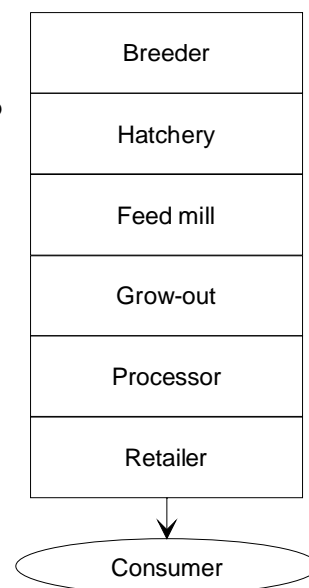 Breeder
Hatchery
Feed mill
Grow-out
Processor
Retailer
Consumer